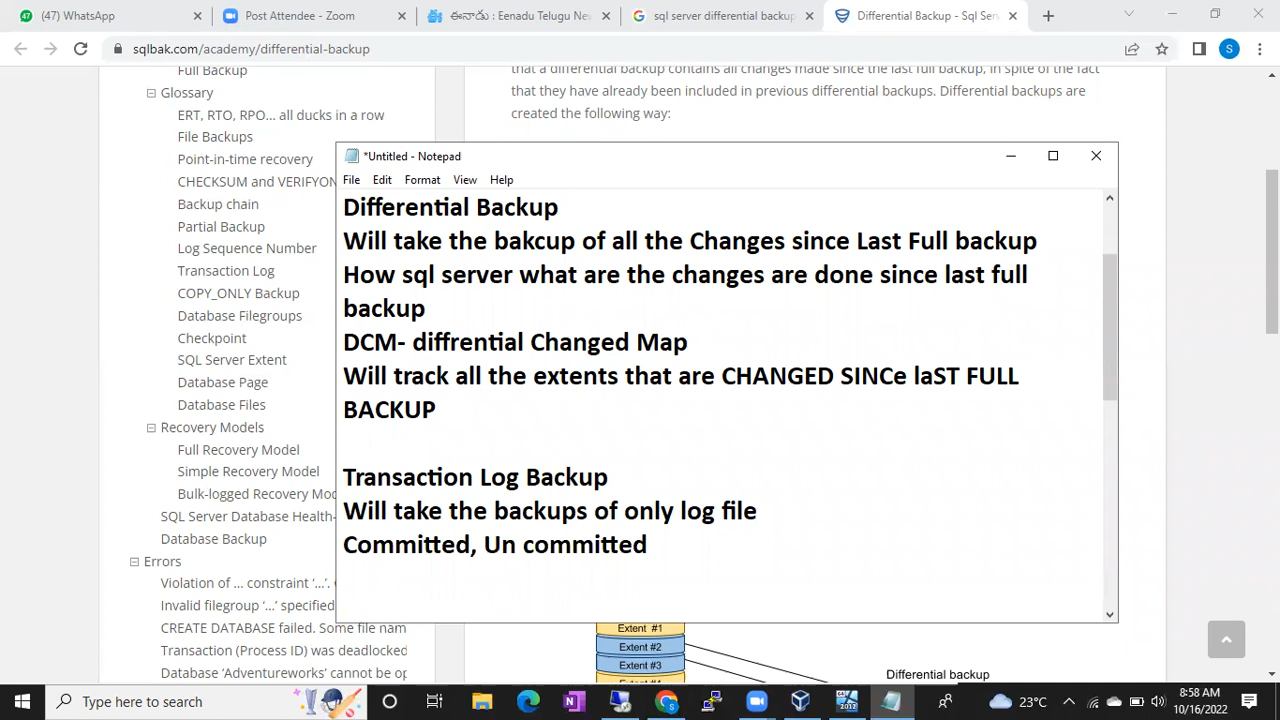 (47) WhatsApp
Post Attendee - Zoom
ఈనాడు : Eenadu Telugu Nev
sql server differential backup
Differential Backup - Sql Serv
sqlbak.com/academy/differential-backup
S
Full Backup
Glossary
ERT, RTO, RPO... all ducks in a row
File Backups
Point-in-time recovery
CHECKSUM and VERIFYON
Backup chain
Partial Backup
Log Sequence Number
Transaction Log
COPY_ONLY Backup
Database Filegroups
Checkpoint
SQL Server Extent
Database Page
Database Files
Recovery Models
Full Recovery Model
Simple Recovery Model
Bulk-logged Recovery Mod
SQL Server Database Health-
Database Backup
Errors
Violation of ... constraint ‘...’.
Invalid filegroup ‘...’ specified
CREATE DATABASE failed. Some file nam
Transaction (Process ID) was deadlocked
Database ‘Adventureworks’ cannot be op
that a differential backup contains all changes made since the last full backup, in spite of the fact
that they have already been included in previous differential backups. Differential backups are
created the following way:
*Untitled - Notepad
File Edit Format View Help
Differential Backup
Will take the bakcup of all the Changes since Last Full backup
How sql server what are the changes are done since last full
backup
DCM- diffrential Changed Map
Will track all the extents that are CHANGED SINCe laST FULL
BACKUP
Transaction Log Backup
Will take the backups of only log file
Committed, Un committed
Extent #1
Extent #2
Extent #3
Differential backup
Type here to search
2012
23°C
8:58 AM
10/16/2022